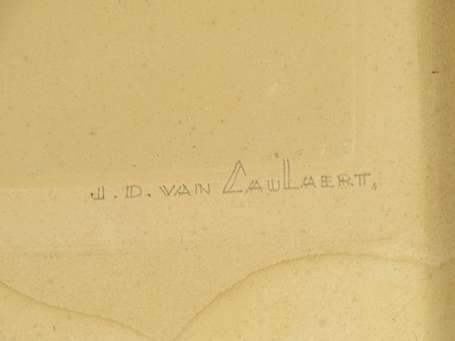 J. D. VAN CAULAERT.